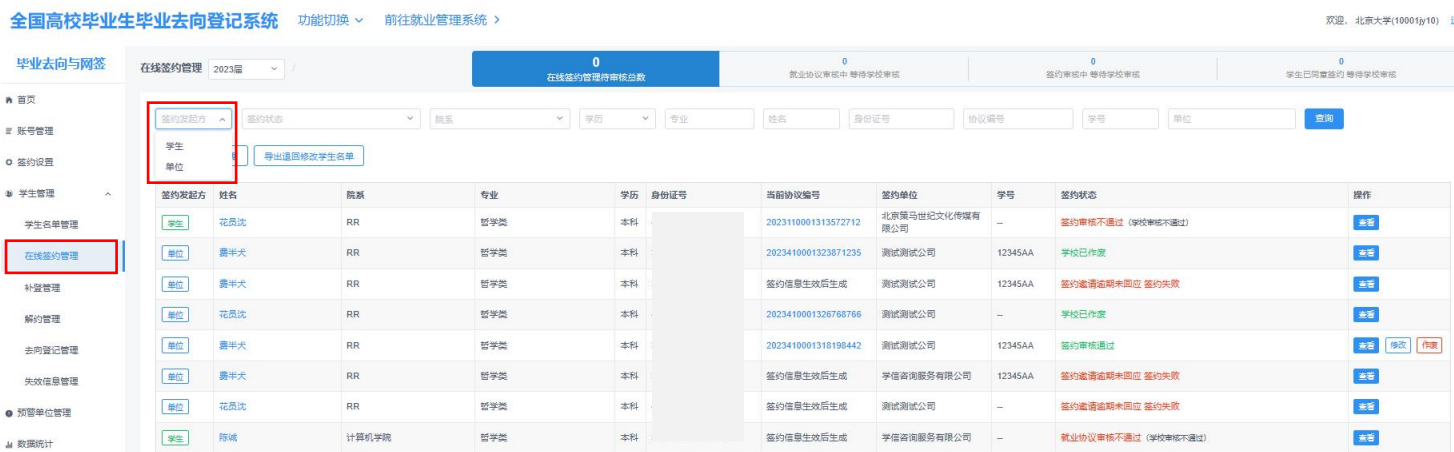 全国高校毕业生毕业去向登记系统 功能切换 前往就业管理系统 >
欢迎, 北京大学(10001jy10)
毕业去向与网签
首页
账号管理
签约设置
学生管理
学生名单管理
在线签约管理
补登管理
解约管理
去向登记管理
失效信息管理
预警单位管理
数据统计
在线签约管理 2023届 /
0 0 0 0
在线签约管理待审核总数 就业协议审核中 等待学校审核 签约审核中 等待学校审核 学生已同意签约 等待学校审核
签约发起方 签约状态 院系 学历 专业 姓名 身份证号 协议编号 学号 单位 查询
学生
单位
导出退回修改学生名单
签约发起方 姓名 院系 专业 学历 身份证号 当前协议编号 签约单位 学号 签约状态 操作
学生 花员沈 RR 哲学类 本科 2023110001313572712 北京策马世纪文化传媒有限公司 -- 签约审核不通过 (学校审核不通过) 查看
单位 费半犬 RR 哲学类 本科 2023410001323871235 测试测试公司 12345AA 学校已作废 查看
单位 费半犬 RR 哲学类 本科 签约信息生效后生成 测试测试公司 12345AA 签约邀请逾期未回应 签约失败 查看
单位 花员沈 RR 哲学类 本科 2023410001326768766 测试测试公司 -- 学校已作废 查看
单位 费半犬 RR 哲学类 本科 2023410001318198442 测试测试公司 12345AA 签约审核通过 查看 修改 作废
单位 费半犬 RR 哲学类 本科 签约信息生效后生成 学信咨询服务有限公司 12345AA 签约邀请逾期未回应 签约失败 查看
单位 花员沈 RR 哲学类 本科 签约信息生效后生成 测试测试公司 -- 签约邀请逾期未回应 签约失败 查看
学生 陈诚 计算机学院 哲学类 本科 签约信息生效后生成 学信咨询服务有限公司 -- 就业协议审核不通过 (学校审核不通过) 查看